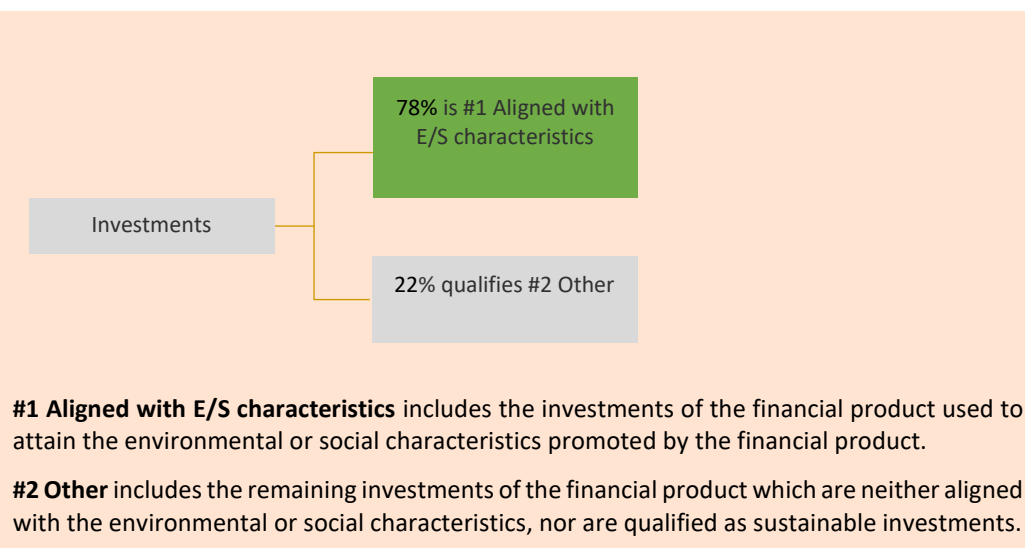 78% is #1 Aligned with
E/S characteristics
Investments
22% qualifies #2 Other
#1 Aligned with E/S characteristics includes the investments of the financial product used to
attain the environmental or social characteristics promoted by the financial product.
#2 Other includes the remaining investments of the financial product which are neither aligned
with the environmental or social characteristics, nor are qualified as sustainable investments.